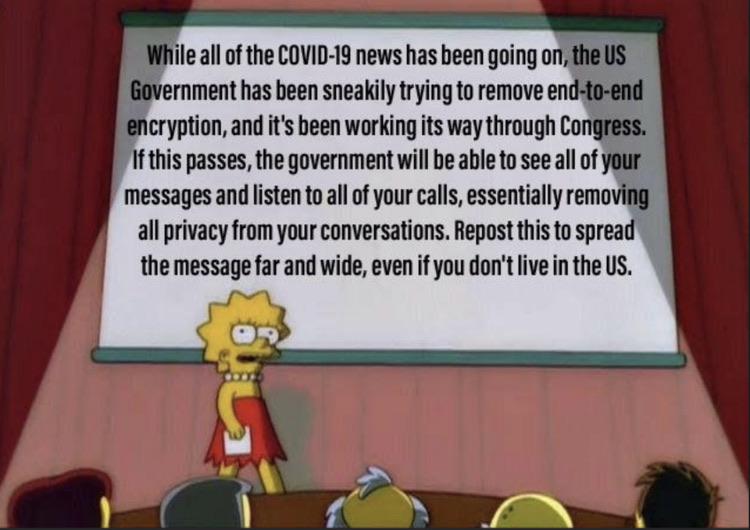 While all of the COVID-19 news has been going on, the US
Government has been sneakily trying to remove end-to-end
encryption, and it's been working its way through Congress.
If this passes, the government will be able to see all of your
messages and listen to all of your calls, essentially removing
all privacy from your conversations. Repost this to spread
the message far and wide, even if you don't live in the US.